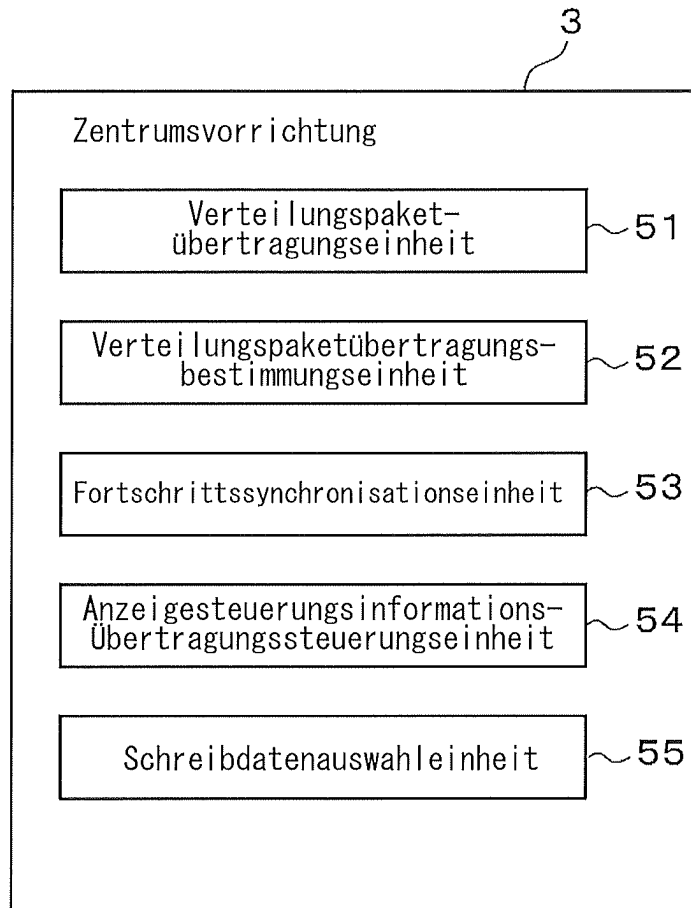 3
Zentrumsvorrichtung
Verteilungspaket-
übertragungseinheit
51
Verteilungspaketübertragungs-
bestimmungseinheit
52
Fortschrittssynchronisationseinheit
53
Anzeigesteuerungsinformations-
Übertragungssteuerungseinheit
54
Schreibdatenauswahleinheit
55